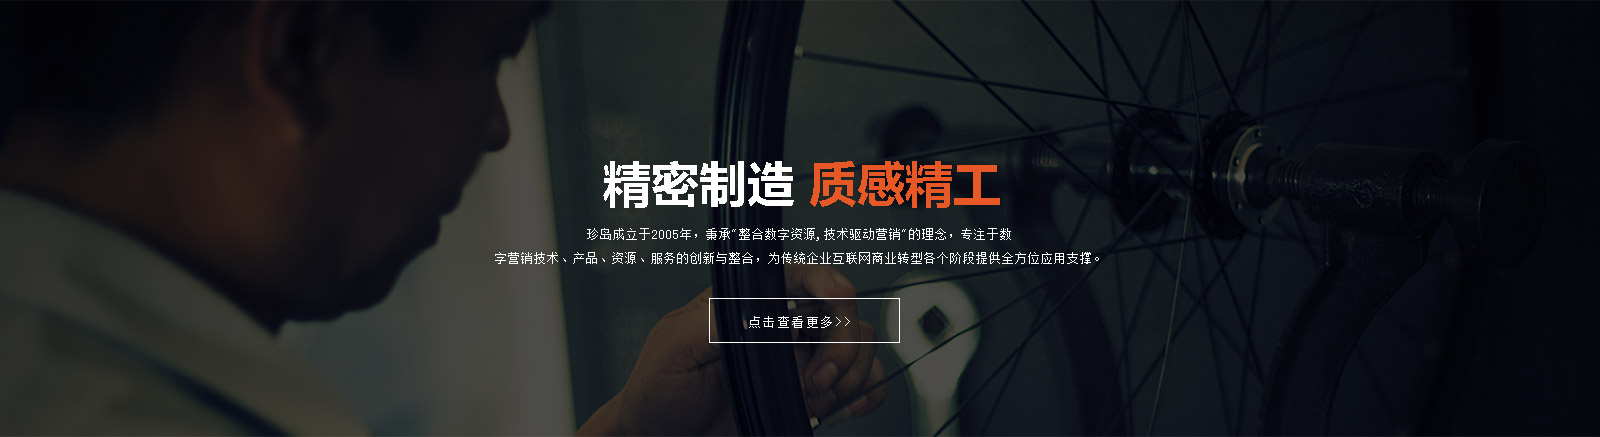 精密制造 质感精工
珍岛成立于2005年，秉承“整合数字资源,技术驱动营销”的理念，专注于数
字营销技术、产品、资源、服务的创新与整合，为传统企业互联网商业转型各个阶段提供全方位应用支撑。
点击查看更多>>